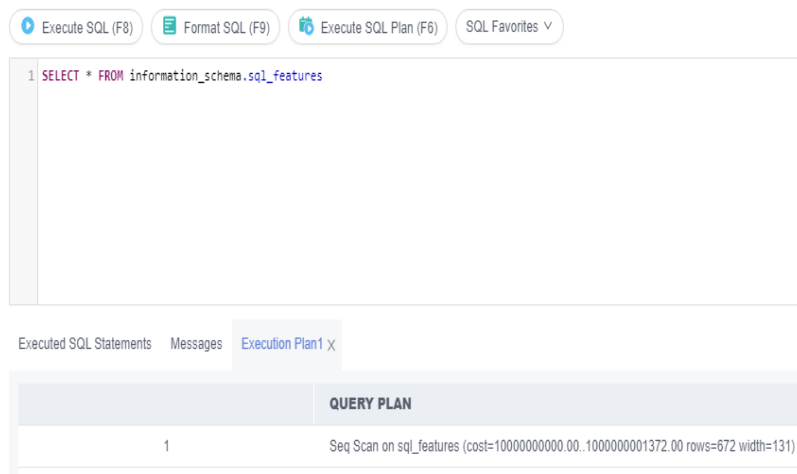 Execute SQL (F8) Format SQL (F9) Execute SQL Plan (F6) SQL Favorites
1 SELECT * FROM information_schema.sql_features
Executed SQL Statements Messages Execution Plan1 X
QUERY PLAN
1 Seq Scan on sql_features (cost=10000000000.00..1000000001372.00 rows=672 width=131)